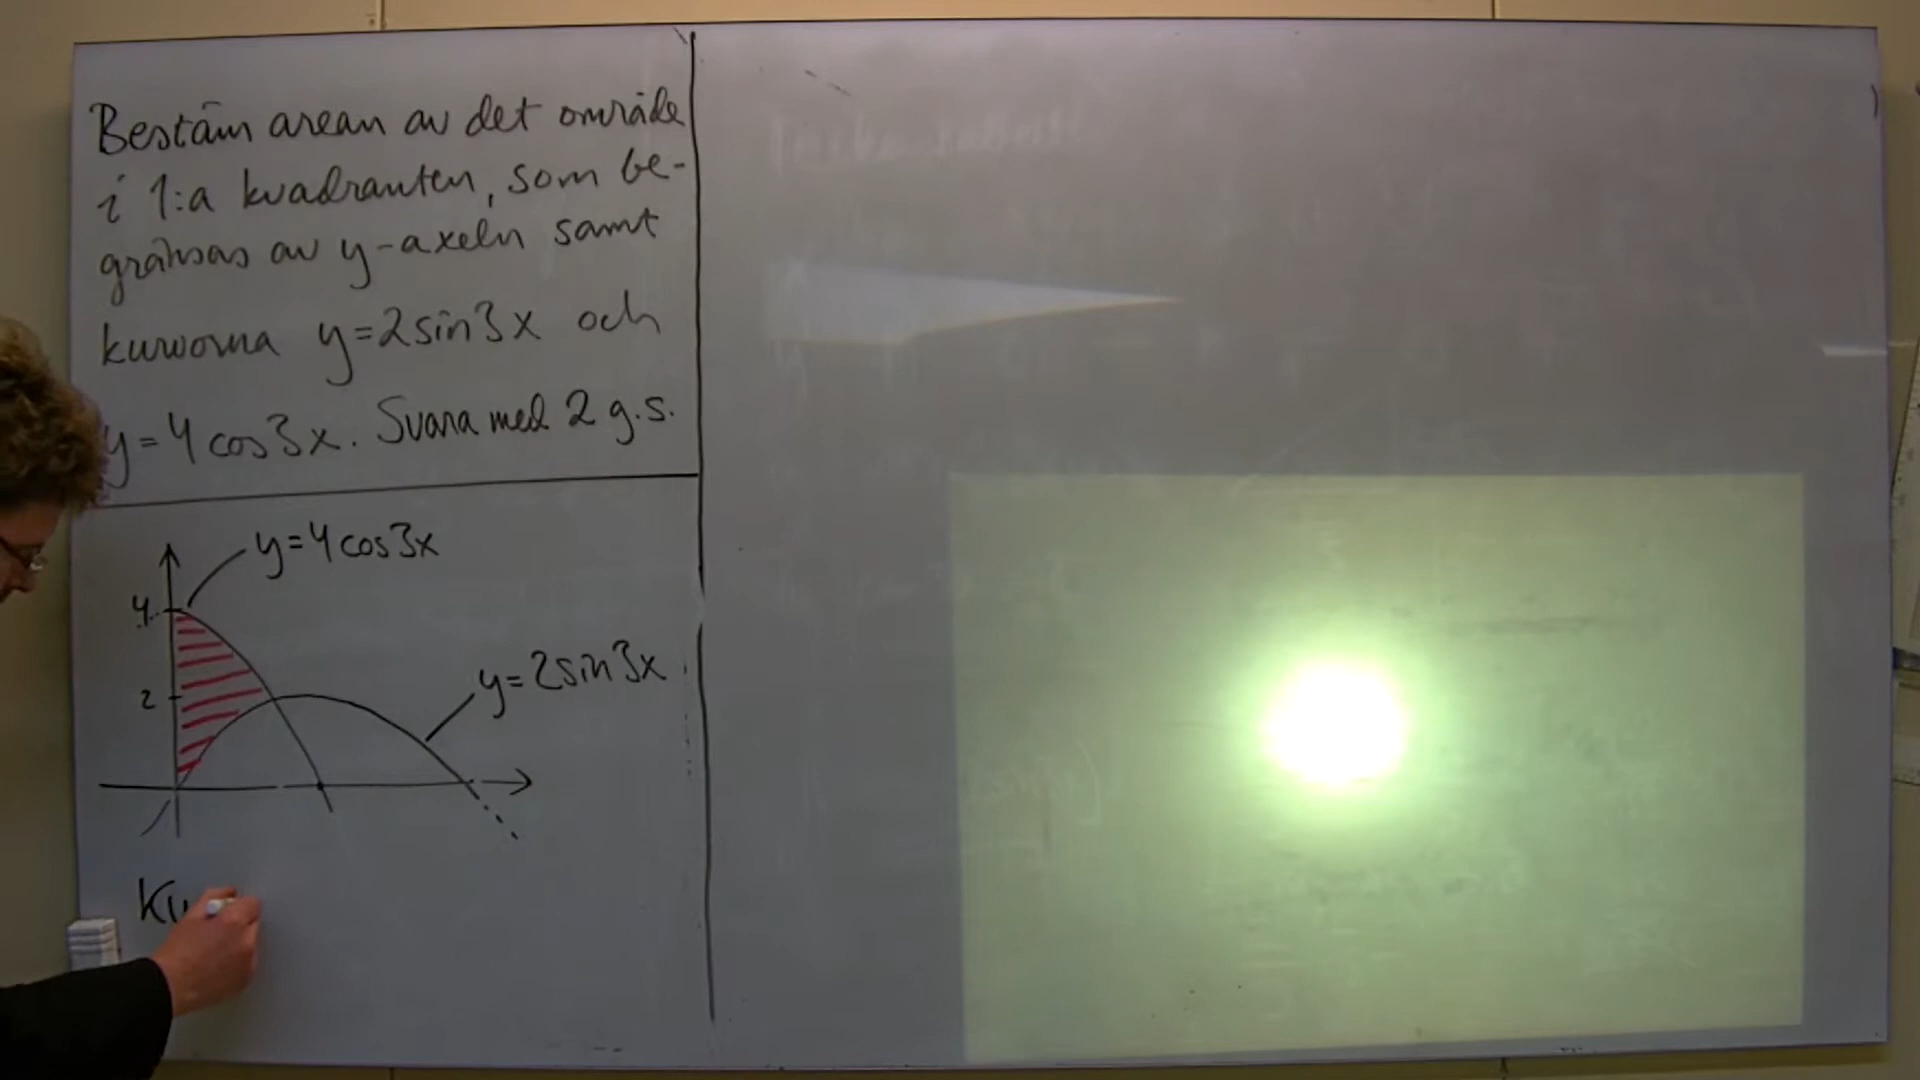 Bestäm arean av det område
i 1:a kvadranten, som be-
gränsas av y-axeln samt
kurvorna y=2sin3x och
y=4cos3x. Svara med 2 g.s.
y=4cos3x
4
2
y=2sin3x
Ku